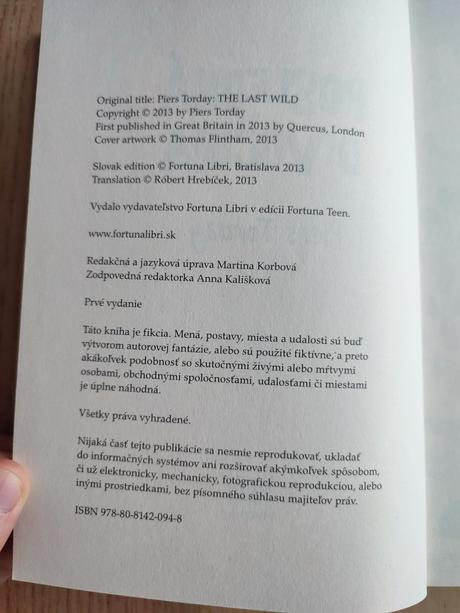 Original title: Piers Torday: THE LAST WILD
Copyright © 2013 by Piers Torday
First published in Great Britain in 2013 by Quercus, London
Cover artwork © Thomas Flintham, 2013
Slovak edition © Fortuna Libri, Bratislava 2013
Translation © Róbert Hrebíček, 2013
Vydalo vydavateľstvo Fortuna Libri v edícii Fortuna Teen.
www.fortunalibri.sk
Redakčná a jazyková úprava Martina Korbová
Zodpovedná redaktorka Anna Kališková
Prvé vydanie
Táto kniha je fikcia. Mená, postavy, miesta a udalosti sú buď
výtvorom autorovej fantázie, alebo sú použité fiktívne, a preto
akákoľvek podobnosť so skutočnými živými alebo mŕtvymi
osobami, obchodnými spoločnosťami, udalosťami či miestami
je úplne náhodná.
Všetky práva vyhradené.
Nijaká časť tejto publikácie sa nesmie reprodukovať, ukladať
do informačných systémov ani rozširovať akýmkoľvek spôsobom,
či už elektronicky, mechanicky, fotografickou reprodukciou, alebo
inými prostriedkami, bez písomného súhlasu majiteľov práv.
ISBN 978-80-8142-094-8